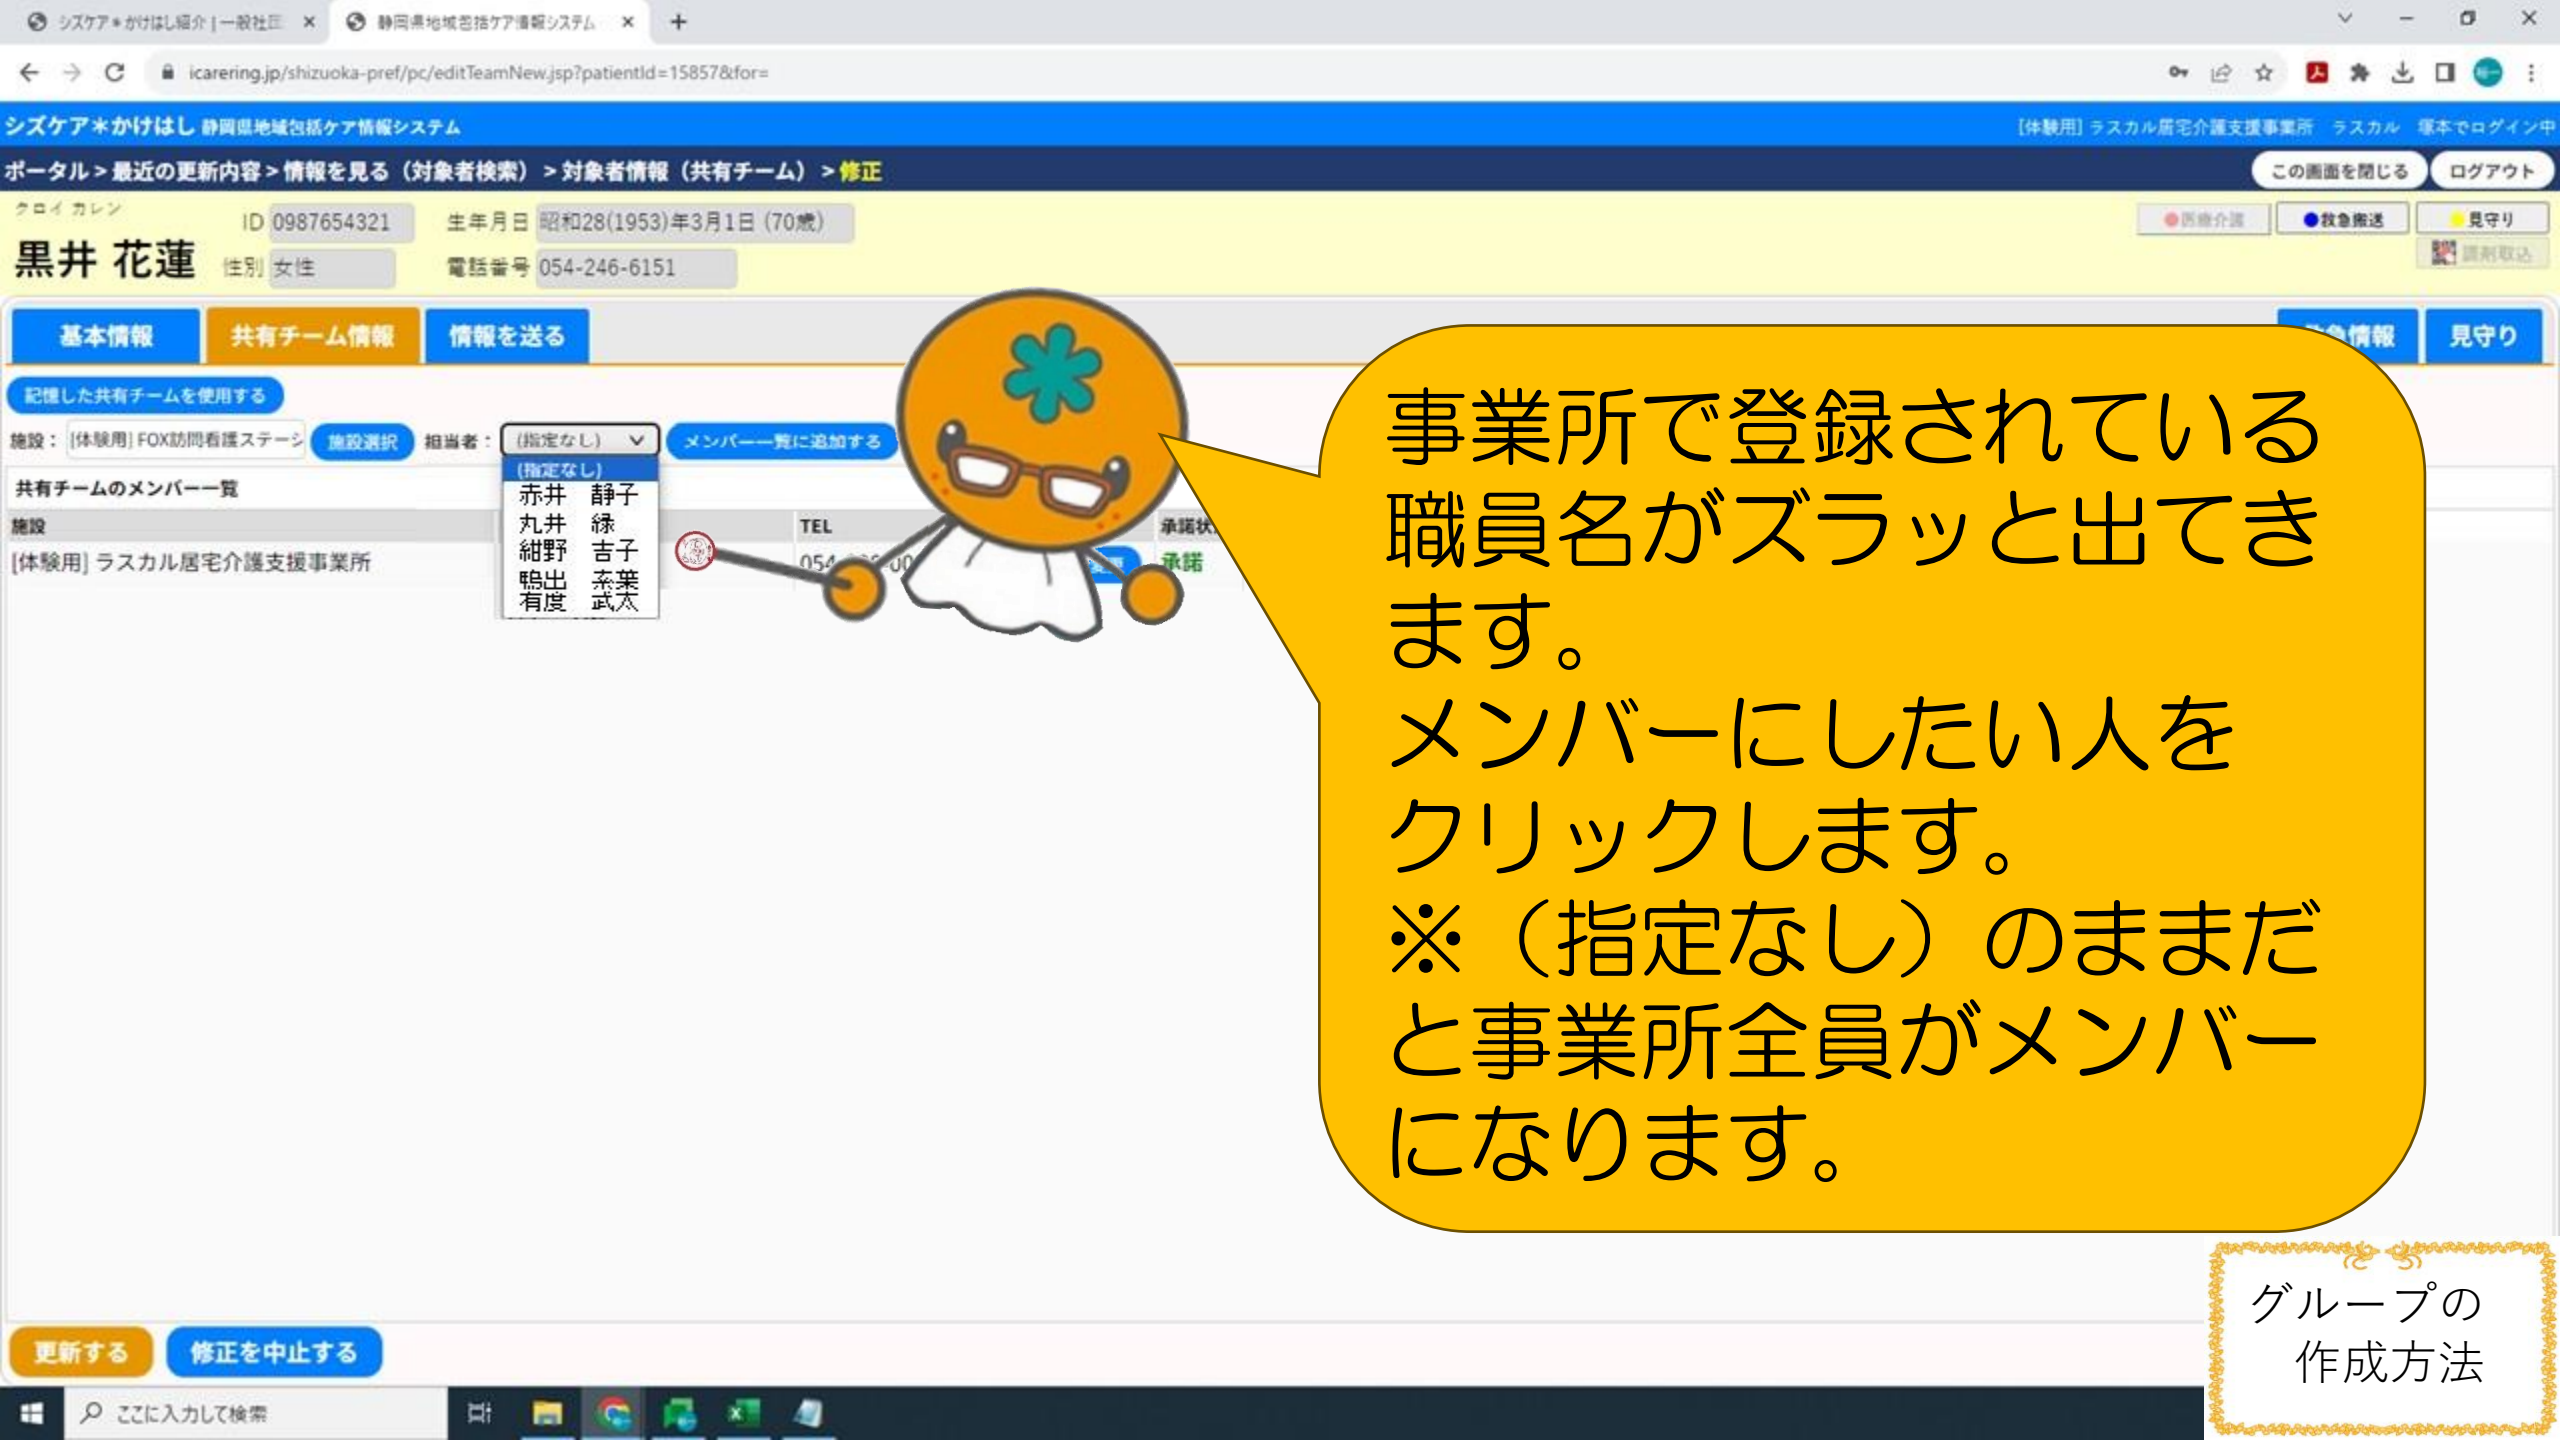 シズケア*かけはし紹介 | 一般社団
静岡県地域包括ケア情報システム
icarering.jp/shizuoka-pref/pc/editTeamNew.jsp?patientId=15857&for=
シズケア*かけはし 静岡県地域包括ケア情報システム
[体験用] ラスカル居宅介護支援事業所 ラスカル 塚本でログイン中
ポータル > 最近の更新内容 > 情報を見る（対象者検索） > 対象者情報（共有チーム） > 修正
この画面を閉じる ログアウト
クロイ カレン
黒井 花蓮
ID 0987654321 生年月日 昭和28(1953)年3月1日 (70歳)
性別 女性 電話番号 054-246-6151
●医療介護 ●救急搬送 見守り
調剤取込
基本情報 共有チーム情報 情報を送る 情報 見守り
記憶した共有チームを使用する
施設： [体験用] FOX訪問看護ステーシ 施設選択 担当者： (指定なし) メンバー一覧に追加する
(指定なし)
赤井 静子
丸井 緑
紺野 吉子
鴨出 茶葉
有度 武太
共有チームのメンバー一覧
施設 TEL 承諾状
[体験用] ラスカル居宅介護支援事業所 054- 承諾
事業所で登録されている
職員名がズラッと出てき
ます。
メンバーにしたい人を
クリックします。
※（指定なし）のままだ
と事業所全員がメンバー
になります。
グループの
作成方法
更新する 修正を中止する
ここに入力して検索